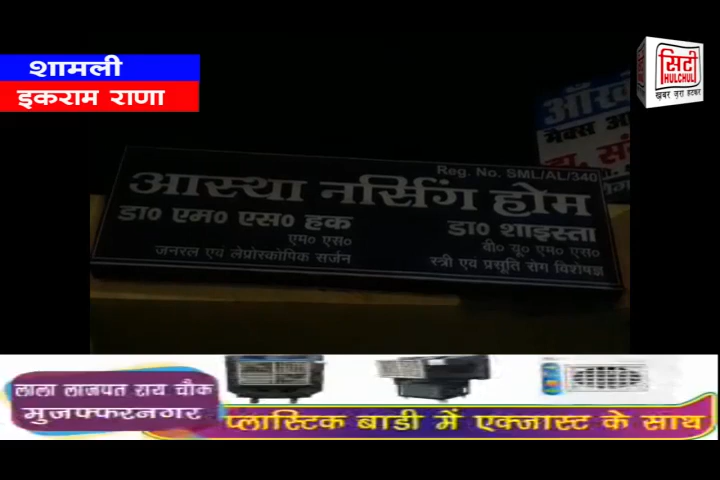 शामली
इकराम राणा
सिटी
HULCHUL
ख़बर ज़रा हटकर
मैक्स
डा.
Reg. No. SML/AL/340
आस्था नर्सिंग होम
डा० एम० एस० हक
एम० एस०
जनरल एवं लेप्रोस्कोपिक सर्जन
डा० शाइस्ता
बी० यू० एम० एस०
स्त्री एवं प्रसूति रोग विशेषज्ञ
लाला लाजपत राय चौक
मुजफ्फरनगर
प्लास्टिक बाडी में एक्जास्ट के साथ